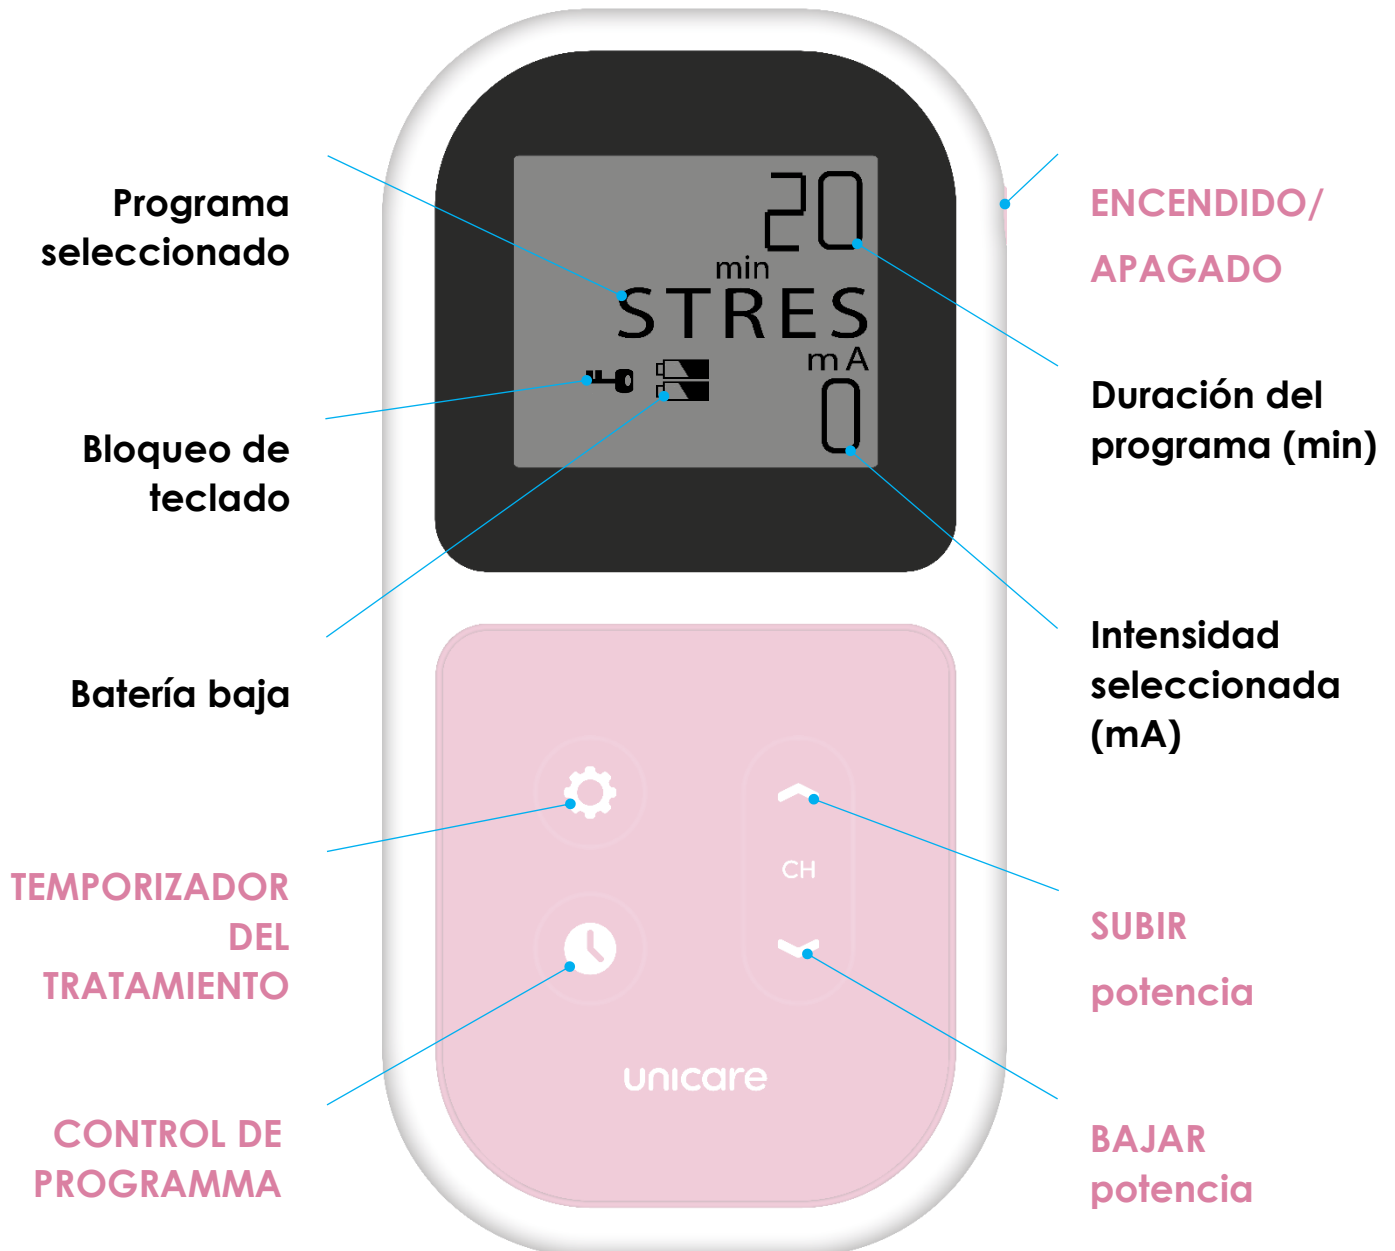 Programa
seleccionado
Bloqueo de
teclado
Batería baja
TEMPORIZADOR
DEL
TRATAMIENTO
CONTROL DE
PROGRAMMA
20
min
STRES
mA
0
CH
unicare
ENCENDIDO/
APAGADO
Duración del
programa (min)
Intensidad
seleccionada
(mA)
SUBIR
potencia
BAJAR
potencia